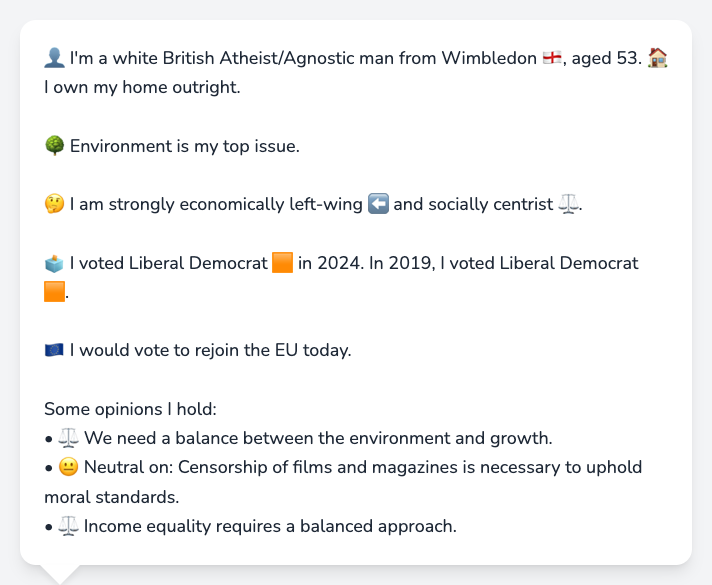 👤 I'm a white British Atheist/Agnostic man from Wimbledon 🏴󠁧󠁢󠁥󠁮󠁧󠁿, aged 53. 🏠
I own my home outright.
🌳 Environment is my top issue.
🤔 I am strongly economically left-wing ⬅️ and socially centrist ⚖️.
🗳️ I voted Liberal Democrat 🟧 in 2024. In 2019, I voted Liberal Democrat
🟧.
🇪🇺 I would vote to rejoin the EU today.
Some opinions I hold:
• ⚖️ We need a balance between the environment and growth.
• 😐 Neutral on: Censorship of films and magazines is necessary to uphold
moral standards.
• ⚖️ Income equality requires a balanced approach.